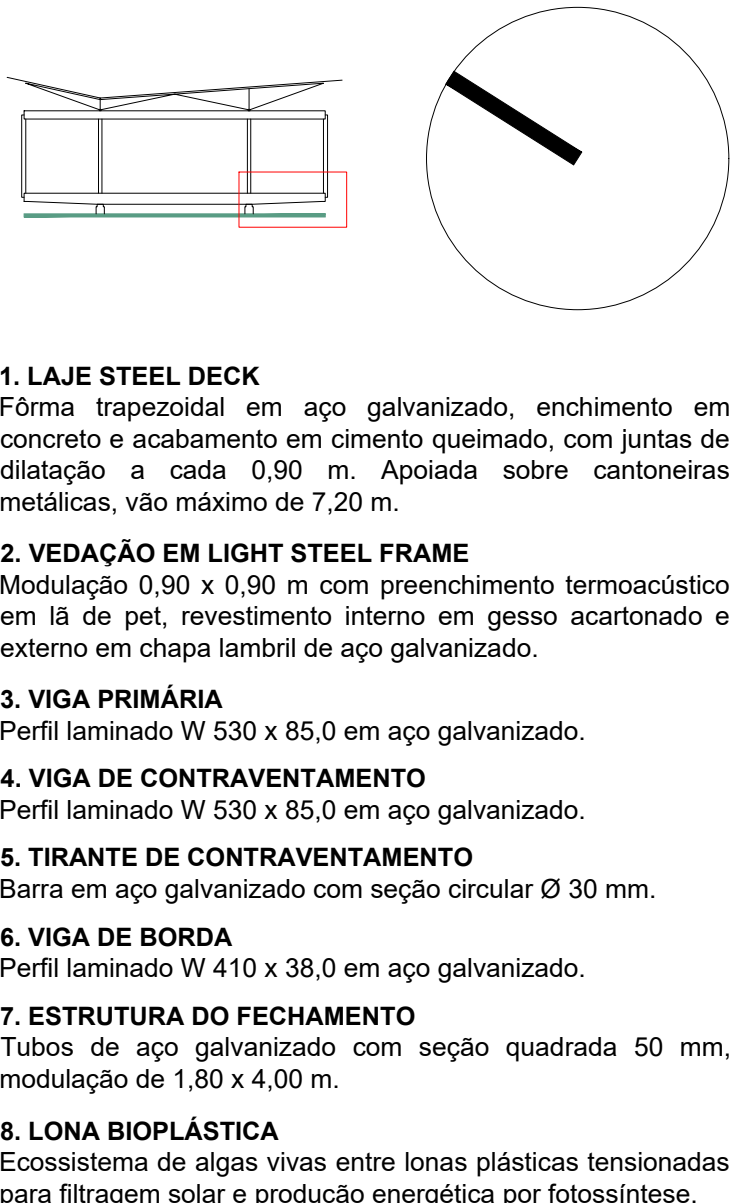 1. LAJE STEEL DECK
Fôrma trapezoidal em aço galvanizado, enchimento em
concreto e acabamento em cimento queimado, com juntas de
dilatação a cada 0,90 m. Apoiada sobre cantoneiras
metálicas, vão máximo de 7,20 m.
2. VEDAÇÃO EM LIGHT STEEL FRAME
Modulação 0,90 x 0,90 m com preenchimento termoacústico
em lã de pet, revestimento interno em gesso acartonado e
externo em chapa lambril de aço galvanizado.
3. VIGA PRIMÁRIA
Perfil laminado W 530 x 85,0 em aço galvanizado.
4. VIGA DE CONTRAVENTAMENTO
Perfil laminado W 530 x 85,0 em aço galvanizado.
5. TIRANTE DE CONTRAVENTAMENTO
Barra em aço galvanizado com seção circular Ø 30 mm.
6. VIGA DE BORDA
Perfil laminado W 410 x 38,0 em aço galvanizado.
7. ESTRUTURA DO FECHAMENTO
Tubos de aço galvanizado com seção quadrada 50 mm,
modulação de 1,80 x 4,00 m.
8. LONA BIOPLÁSTICA
Ecossistema de algas vivas entre lonas plásticas tensionadas
para filtragem solar e produção energética por fotossíntese.